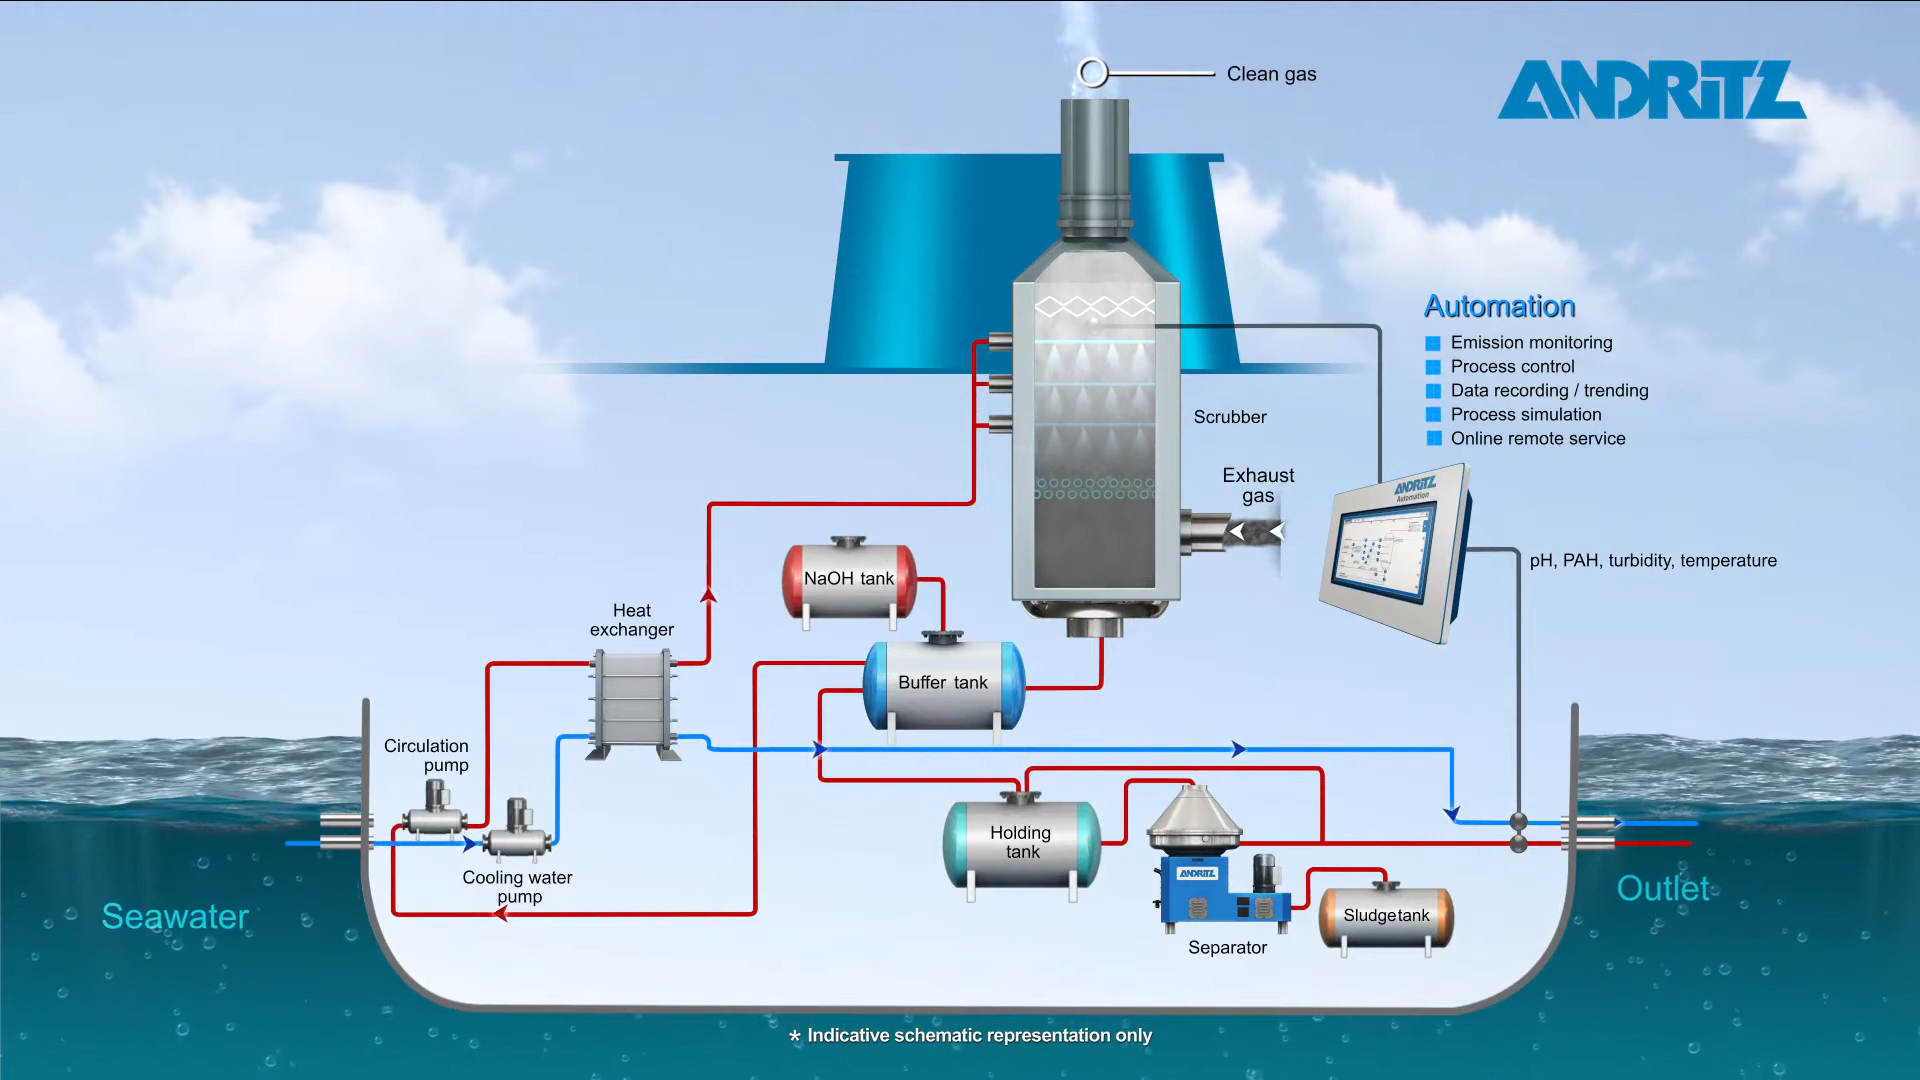 Clean gas
ANDRITZ
Automation
Emission monitoring
Process control
Data recording / trending
Process simulation
Online remote service
Scrubber
Exhaust
gas
ANDRITZ
Automation
pH, PAH, turbidity, temperature
NaOH tank
Heat
exchanger
Buffer tank
Circulation
pump
Cooling water
pump
Holding
tank
ANDRITZ
Separator
Sludge tank
Seawater
Outlet
* Indicative schematic representation only